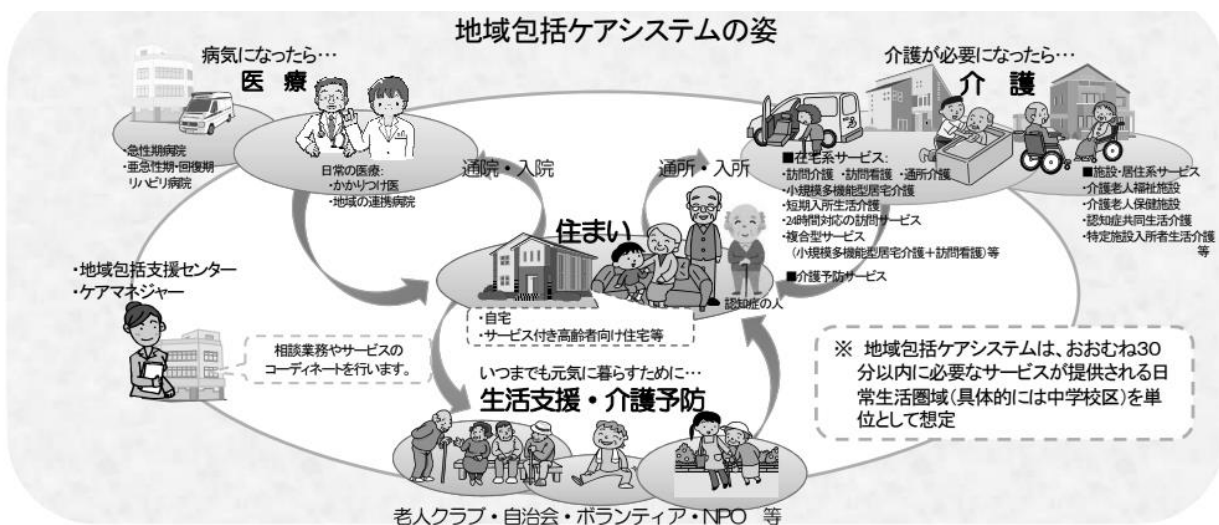 地域包括ケアシステムの姿
病気になったら…
医 療
・急性期病院
・亜急性期・回復期
リハビリ病院
日常の医療:
・かかりつけ医
・地域の連携病院
通院・入院
通所・入所
介護が必要になったら…
介 護
■在宅系サービス:
・訪問介護 ・訪問看護 ・通所介護
・小規模多機能型居宅介護
・短期入所生活介護
・24時間対応の訪問サービス
・複合型サービス
(小規模多機能型居宅介護+訪問看護)等
■介護予防サービス
■施設・居住系サービス
・介護老人福祉施設
・介護老人保健施設
・認知症共同生活介護
・特定施設入所者生活介護
等
住まい
認知症の人
・自宅
・サービス付き高齢者向け住宅等
・地域包括支援センター
・ケアマネジャー
相談業務やサービスの
コーディネートを行います。
いつまでも元気に暮らすために…
生活支援・介護予防
老人クラブ・自治会・ボランティア・NPO 等
※ 地域包括ケアシステムは、おおむね30
分以内に必要なサービスが提供される日
常生活圏域(具体的には中学校区)を単
位として想定